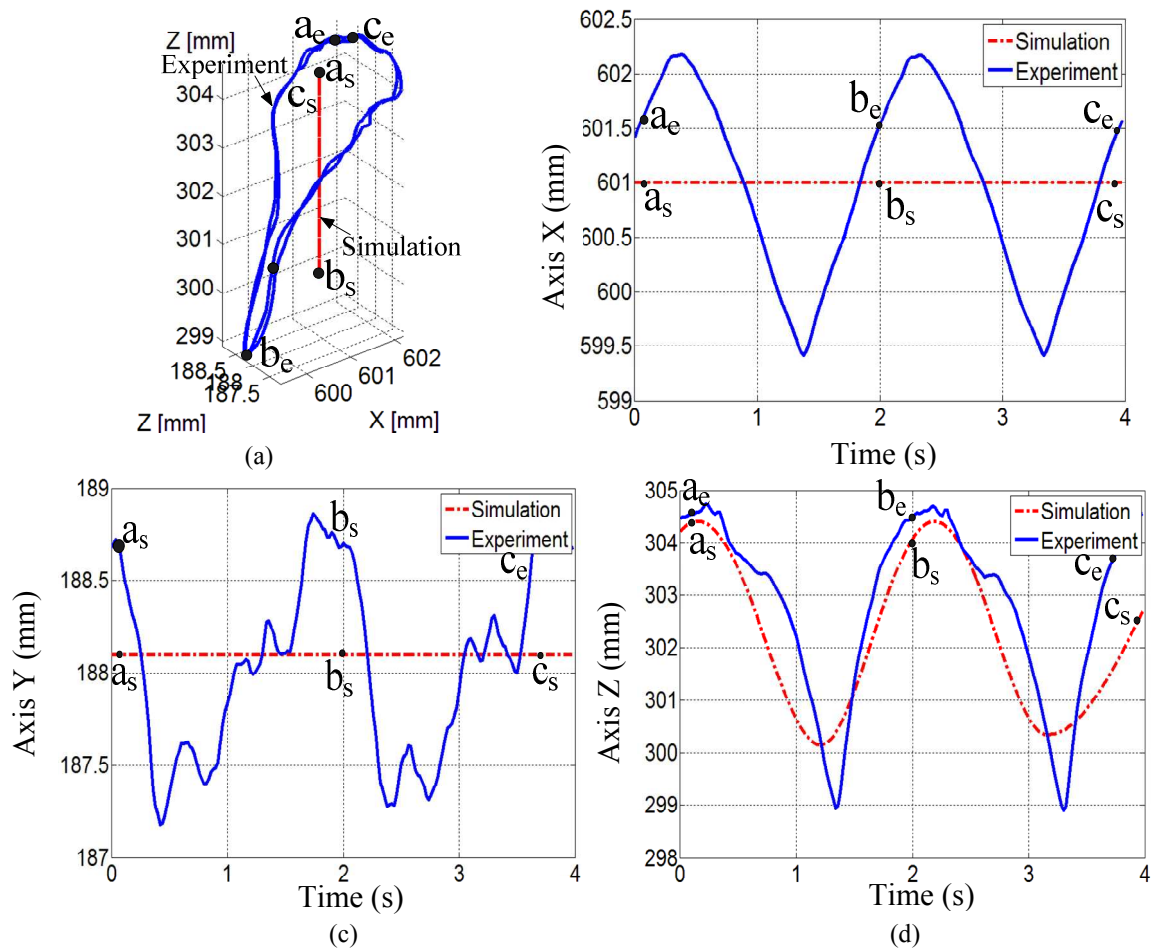 Z [mm]
a_e
c_e
Experiment
a_s
304
c_s
303
302
301
Simulation
300
b_s
299
b_e
188.5
188
187.5
600
601
602
Z [mm]
X [mm]
(a)
602.5
Simulation
Experiment
602
b_e
c_e
601.5
a_e
601
a_s
b_s
c_s
600.5
600
599.5
599
0
1
2
3
4
Axis X (mm)
Time (s)
189
Simulation
Experiment
a_s
b_s
188.5
c_e
188
a_s
b_s
c_s
187.5
187
0
1
2
3
4
Axis Y (mm)
Time (s)
(c)
305
a_e
b_e
Simulation
Experiment
304
a_s
b_s
c_e
303
c_s
302
301
300
299
298
0
1
2
3
4
Axis Z (mm)
Time (s)
(d)